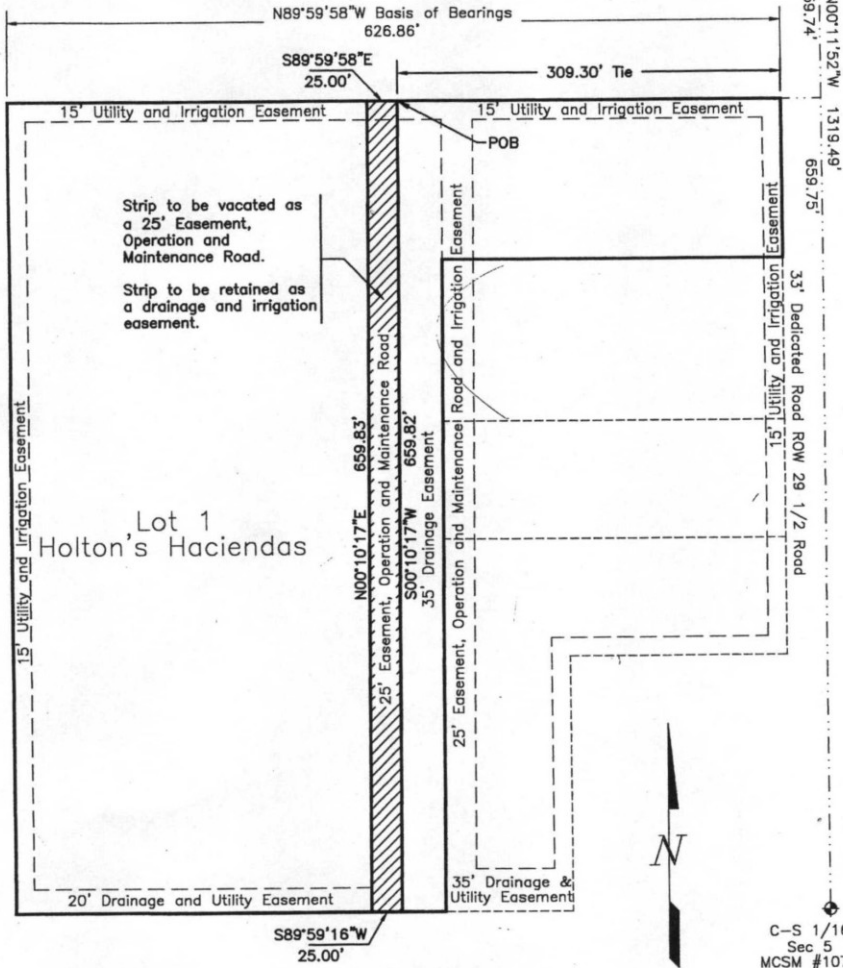 N89°59'58"W Basis of Bearings
626.86'
S89°59'58"E
25.00'
309.30' Tie
N00°11'52"W 1319.49'
659.75'
15' Utility and Irrigation Easement
15' Utility and Irrigation Easement
POB
Strip to be vacated as
a 25' Easement,
Operation and
Maintenance Road.
Strip to be retained as
a drainage and irrigation
easement.
15' Utility and Irrigation Easement
Lot 1
Holton's Haciendas
N00°10'17"E 659.83'
25' Easement, Operation and Maintenance Road
S00°10'17"W 659.82'
35' Drainage Easement
25' Easement, Operation and Maintenance Road and Irrigation Easement
15' Utility and Irrigation Easement
33' Dedicated Road ROW 29 1/2 Road
N
20' Drainage and Utility Easement
35' Drainage &
Utility Easement
S89°59'16"W
25.00'
C-S 1/16
Sec 5